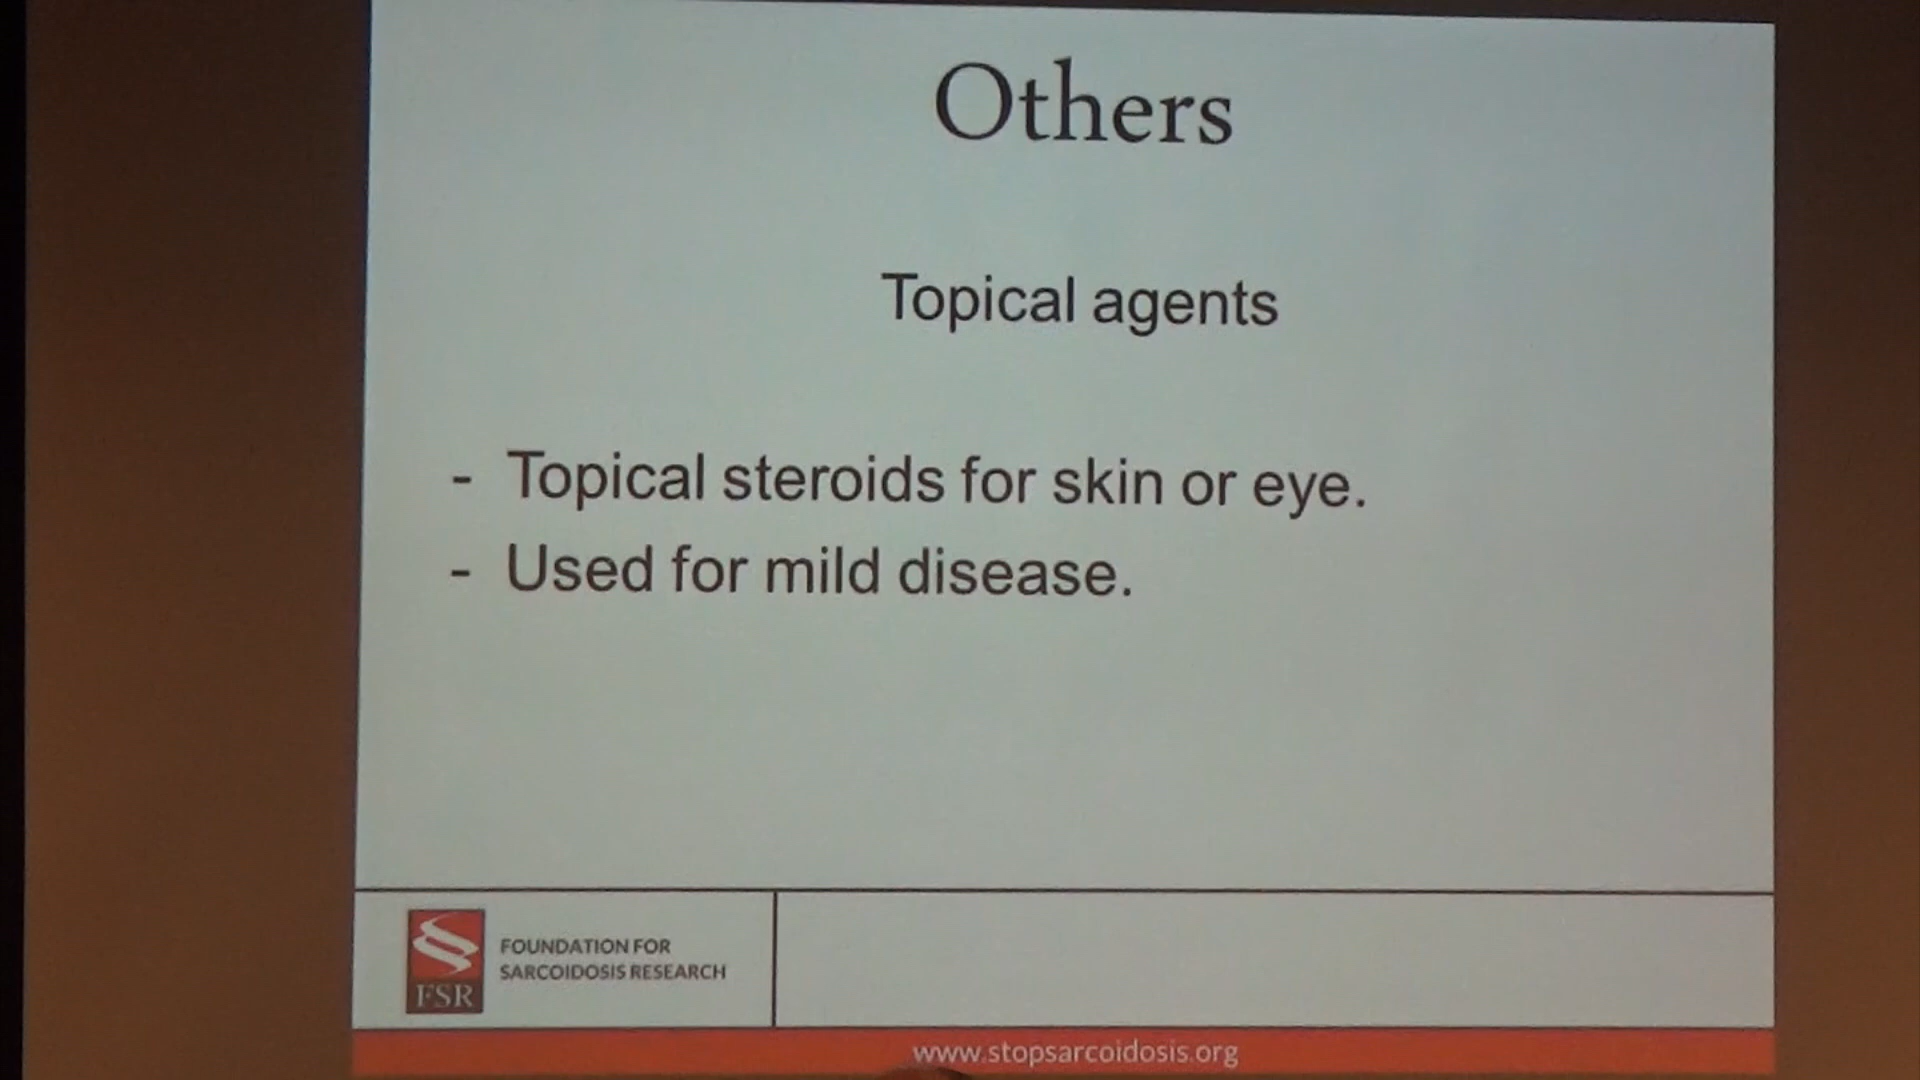 Others
Topical agents
- Topical steroids for skin or eye.
- Used for mild disease.
FOUNDATION FOR
SARCOIDOSIS RESEARCH
FSR
www.stopsarcoidosis.org